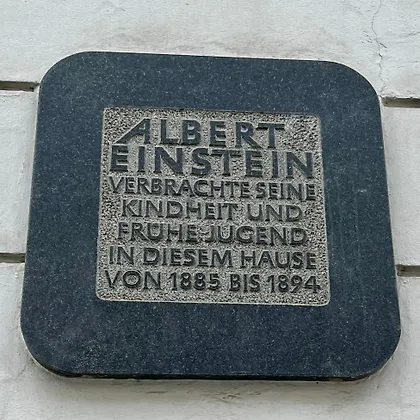 ALBERT
EINSTEIN
VERBRACHTE SEINE
KINDHEIT UND
FRÜHE JUGEND
IN DIESEM HAUSE
VON 1885 BIS 1894